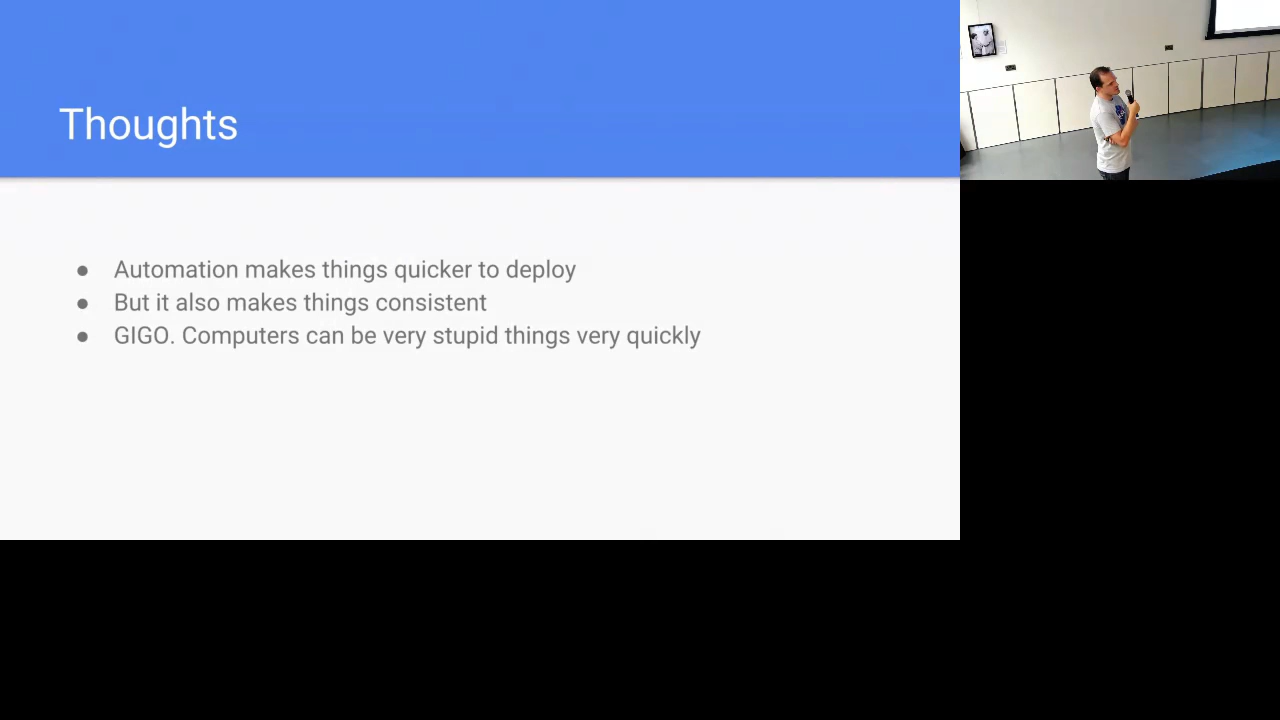 Thoughts
● Automation makes things quicker to deploy
● But it also makes things consistent
● GIGO. Computers can be very stupid things very quickly